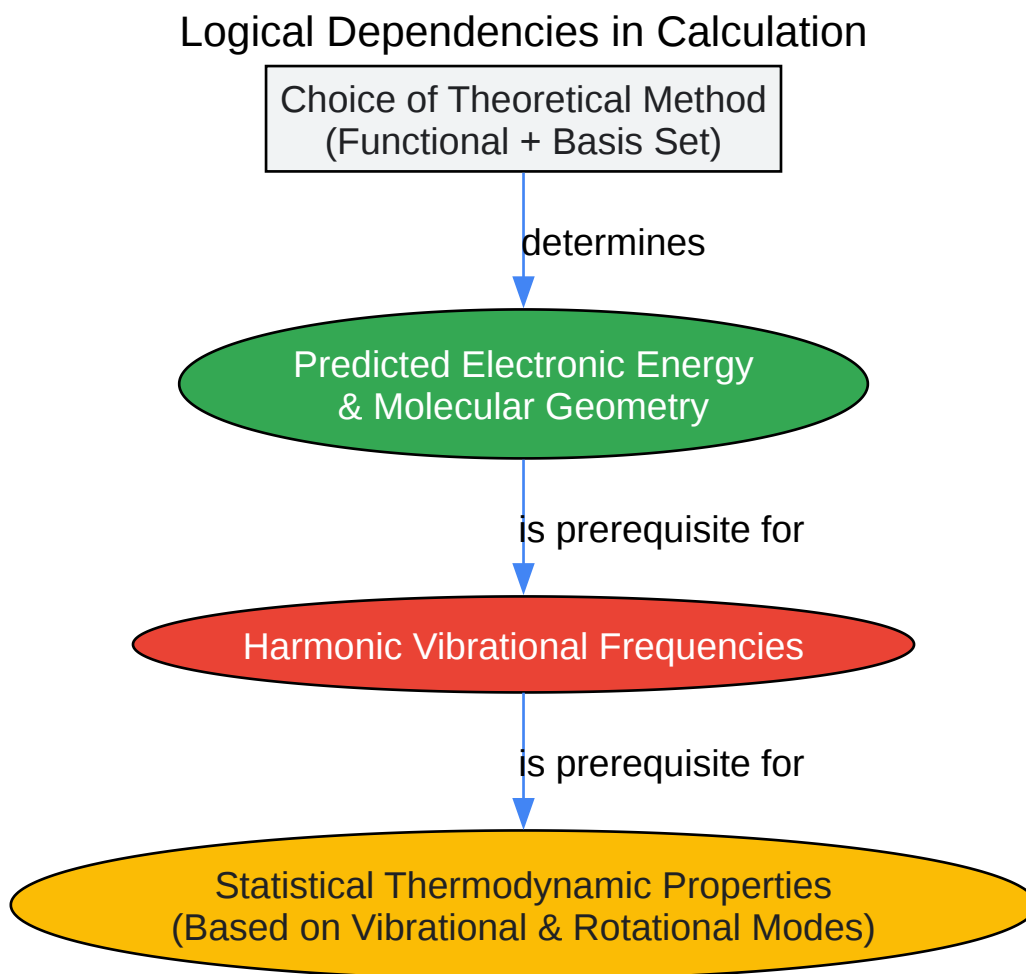 Logical Dependencies in Calculation
Choice of Theoretical Method
(Functional + Basis Set)
determines
Predicted Electronic Energy
& Molecular Geometry
is prerequisite for
Harmonic Vibrational Frequencies
is prerequisite for
Statistical Thermodynamic Properties
(Based on Vibrational & Rotational Modes)